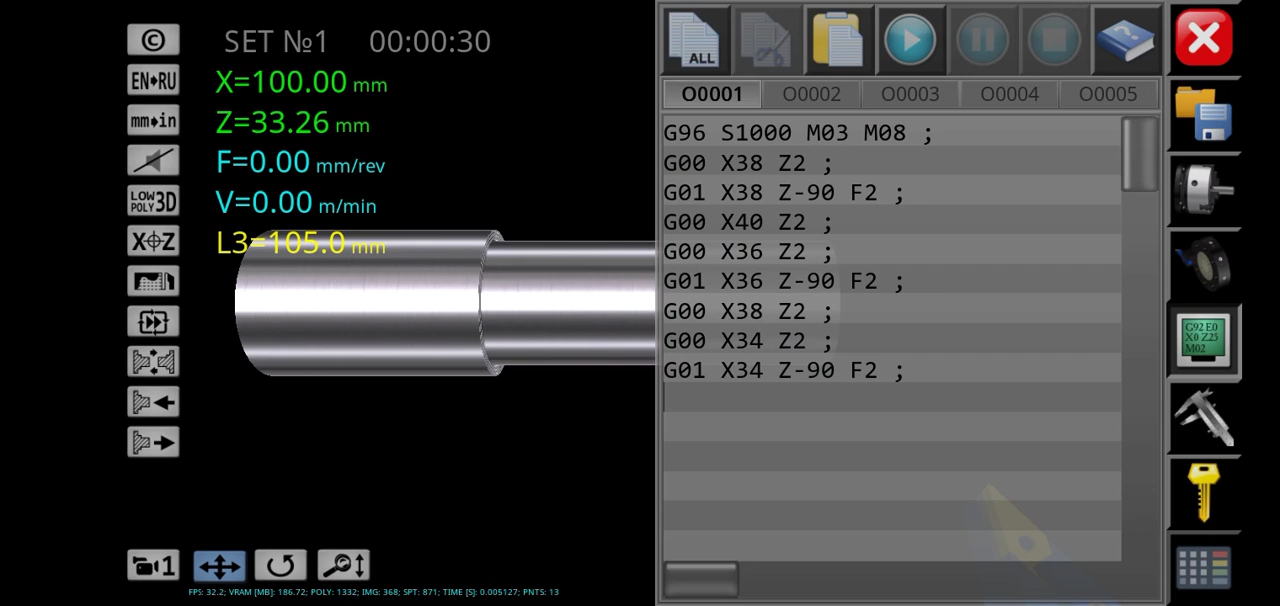 ©
EN▸RU
mm▸in
LOW
POLY 3D
X Z
SET №1 00:00:30
X=100.00 mm
Z=33.26 mm
F=0.00 mm/rev
V=0.00 m/min
L3=105.0 mm
1
FPS: 32.2; VRAM [MB]: 186.72; POLY: 1332; IMG: 368; SPT: 871; TIME [S]: 0.005127; PNTS: 13
ALL
?
O0001 O0002 O0003 O0004 O0005
G96 S1000 M03 M08 ;
G00 X38 Z2 ;
G01 X38 Z-90 F2 ;
G00 X40 Z2 ;
G00 X36 Z2 ;
G01 X36 Z-90 F2 ;
G00 X38 Z2 ;
G00 X34 Z2 ;
G01 X34 Z-90 F2 ;
G92 E0
X0 Z25
M02